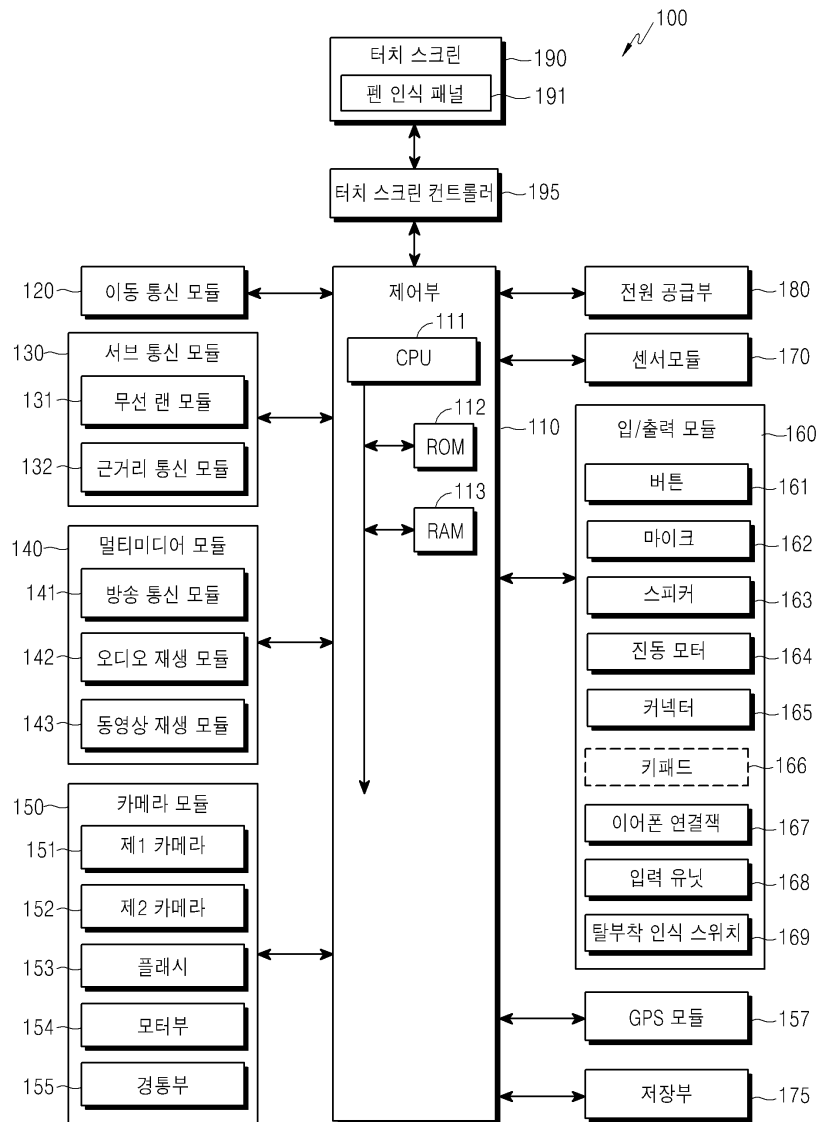 100
터치 스크린
190
펜 인식 패널
191
터치 스크린 컨트롤러
195
120
이동 통신 모듈
130
서브 통신 모듈
131
무선 랜 모듈
132
근거리 통신 모듈
140
멀티미디어 모듈
141
방송 통신 모듈
142
오디오 재생 모듈
143
동영상 재생 모듈
150
카메라 모듈
151
제1 카메라
152
제2 카메라
153
플래시
154
모터부
155
경통부
제어부
111
CPU
112
ROM
110
113
RAM
전원 공급부
180
센서모듈
170
입/출력 모듈
160
버튼
161
마이크
162
스피커
163
진동 모터
164
커넥터
165
키패드
166
이어폰 연결잭
167
입력 유닛
168
탈부착 인식 스위치
169
GPS 모듈
157
저장부
175